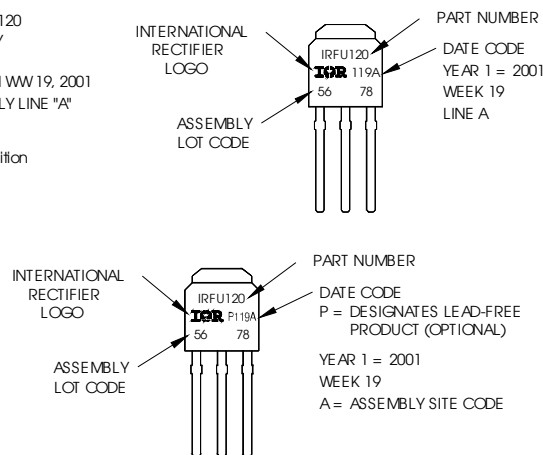 120
WW 19, 2001
LY LINE "A"
ition
INTERNATIONAL
RECTIFIER
LOGO
ASSEMBLY
LOT CODE
IRFU120
IOR 119A
56 78
PART NUMBER
DATE CODE
YEAR 1 = 2001
WEEK 19
LINE A
INTERNATIONAL
RECTIFIER
LOGO
ASSEMBLY
LOT CODE
IRFU120
IOR P119A
56 78
PART NUMBER
DATE CODE
P = DESIGNATES LEAD-FREE
PRODUCT (OPTIONAL)
YEAR 1 = 2001
WEEK 19
A = ASSEMBLY SITE CODE